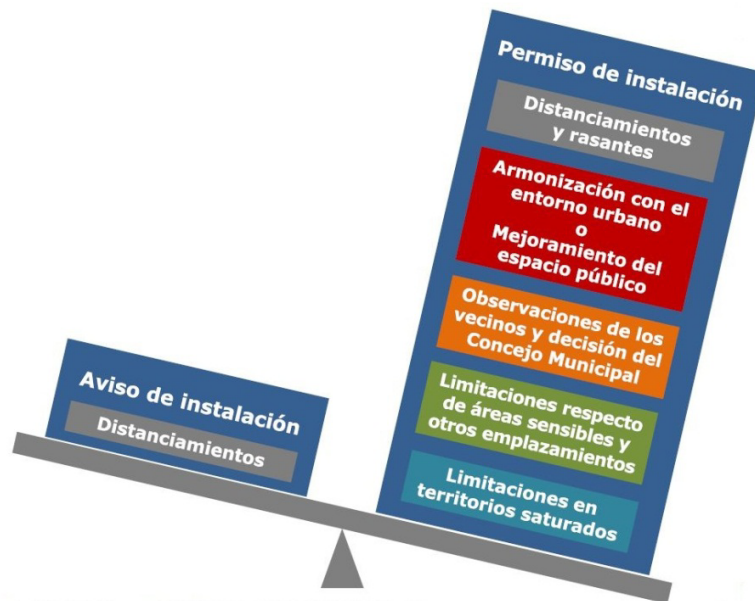 Permiso de instalación
Distanciamientos
y rasantes
Armonización con el
entorno urbano
o
Mejoramiento del
espacio público
Observaciones de los
vecinos y decisión del
Concejo Municipal
Limitaciones respecto
de áreas sensibles y
otros emplazamientos
Limitaciones en
territorios saturados
Aviso de instalación
Distanciamientos